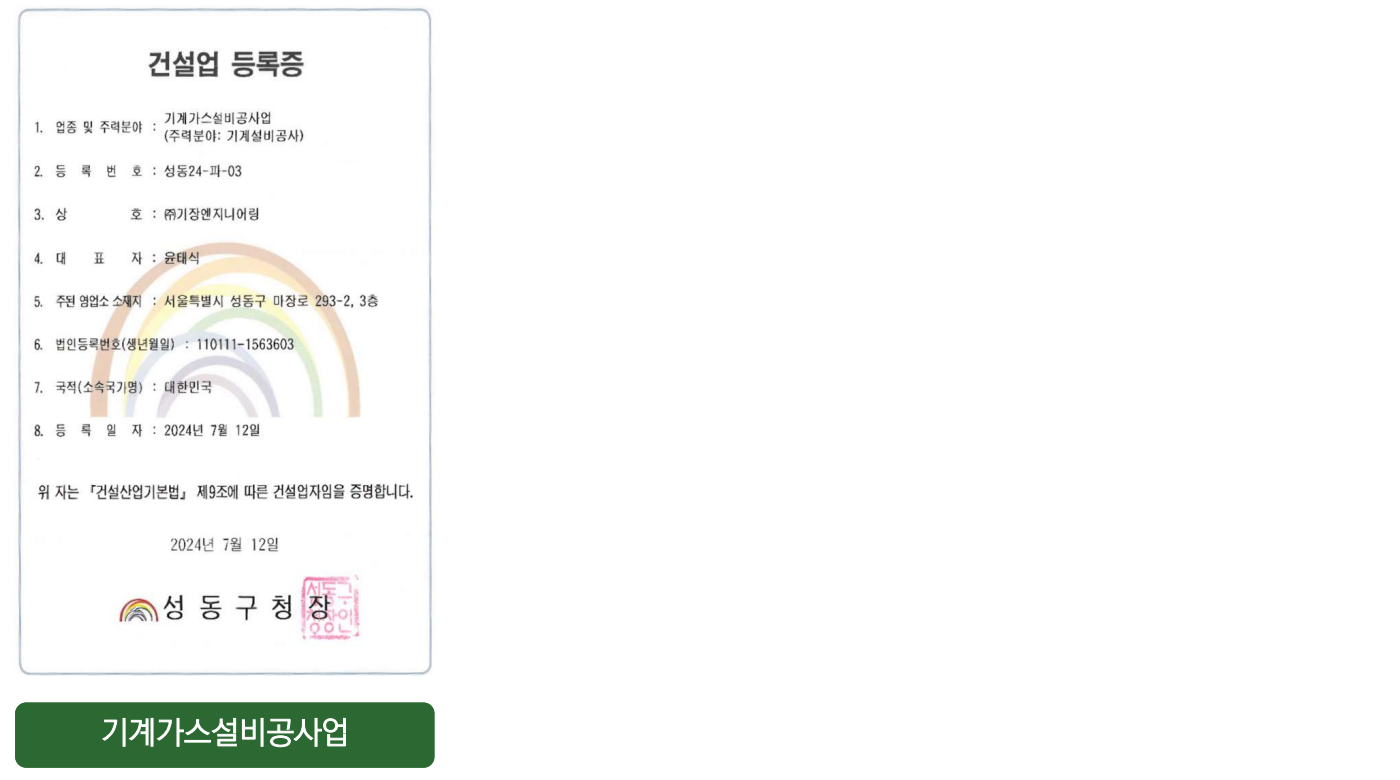 건설업 등록증
1. 업종 및 주력분야 : 기계가스설비공사업
(주력분야: 기계설비공사)
2. 등 록 번 호 : 성동24-파-03
3. 상 호 : ㈜기장엔지니어링
4. 대 표 자 : 윤태식
5. 주된 영업소 소재지 : 서울특별시 성동구 마장로 293-2, 3층
6. 법인등록번호(생년월일) : 110111-1563603
7. 국적(소속국가명) : 대한민국
8. 등 록 일 자 : 2024년 7월 12일
위 자는 『건설산업기본법』 제9조에 따른 건설업자임을 증명합니다.
2024년 7월 12일
성 동 구 청 장
성동구
청장인
기계가스설비공사업